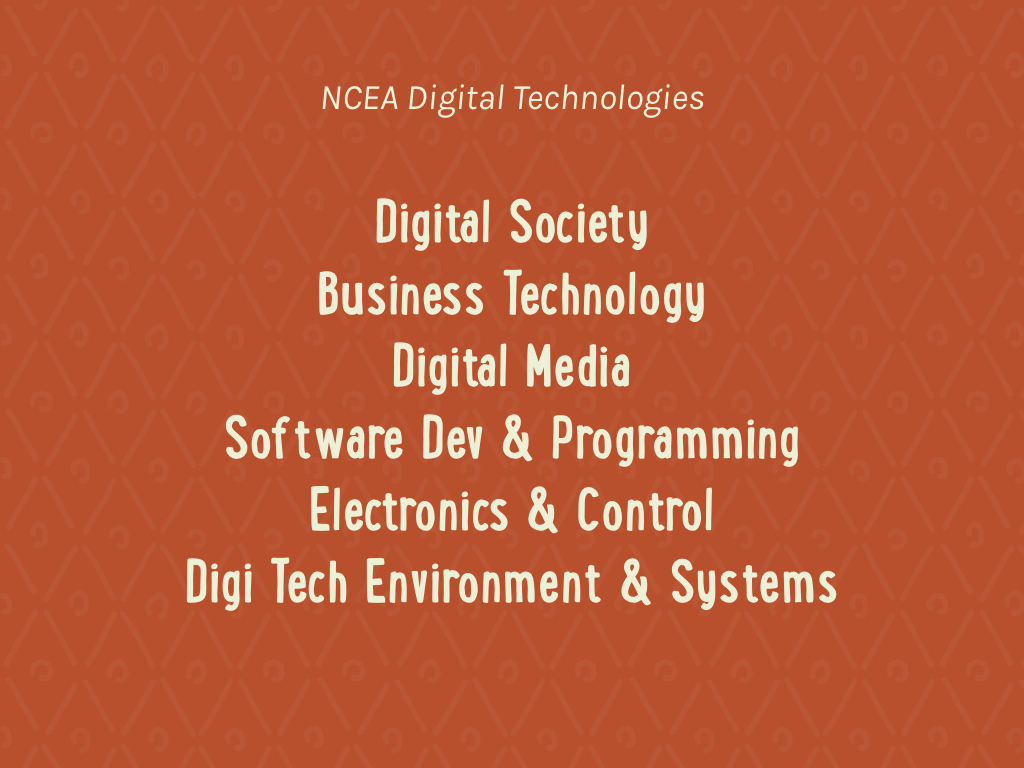 NCEA Digital Technologies
Digital Society
Business Technology
Digital Media
Software Dev & Programming
Electronics & Control
Digi Tech Environment & Systems